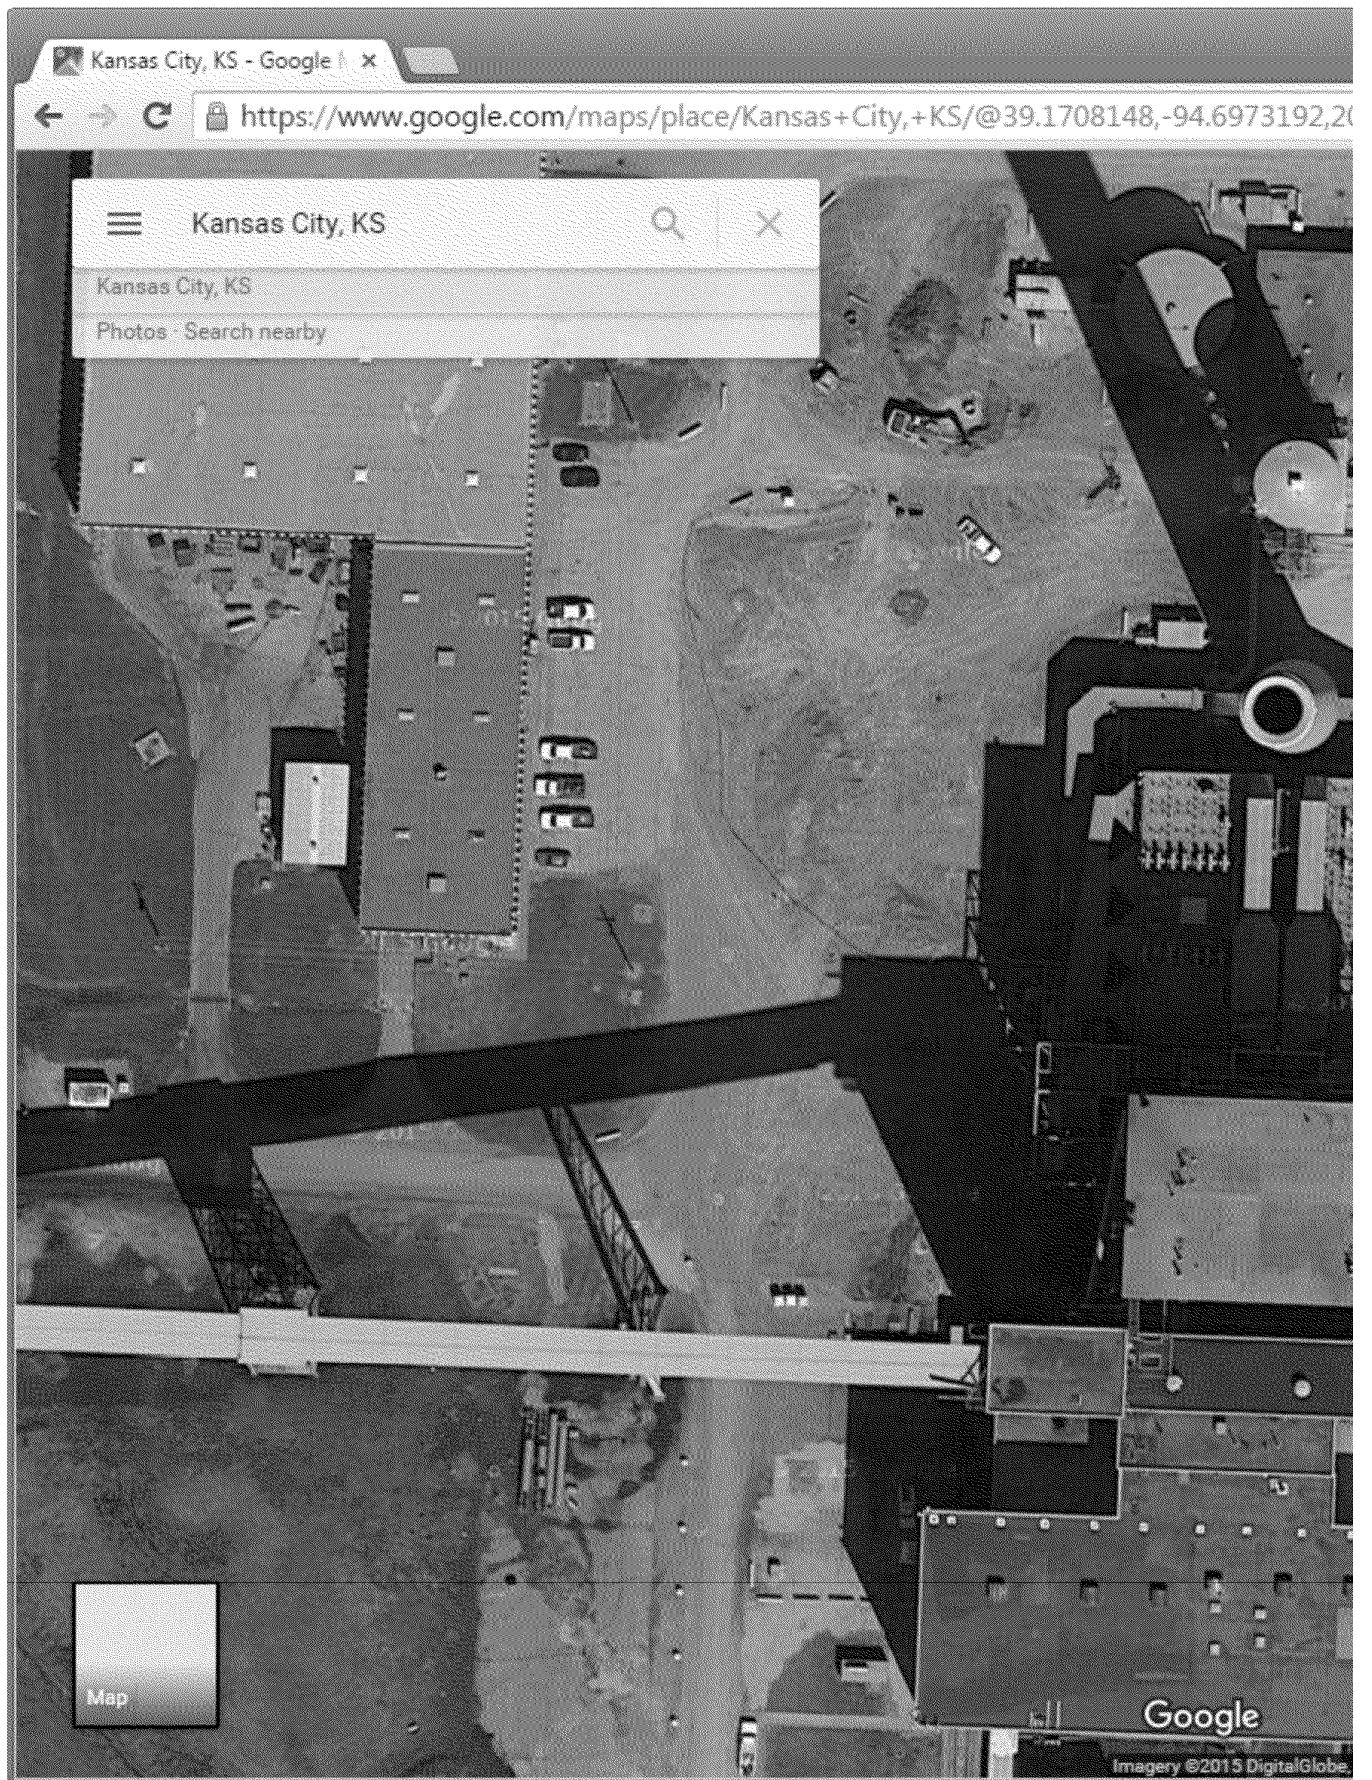 Kansas City, KS - Google
https://www.google.com/maps/place/Kansas+City,+KS/@39.1708148,-94.6973192,20
Kansas City, KS
Kansas City, KS
Photos · Search nearby
Map
Google
Imagery ©2015 DigitalGlobe,